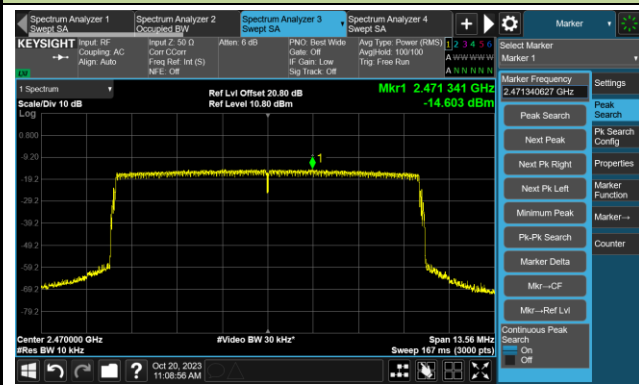 Spectrum Analyzer 1
Swept SA
Spectrum Analyzer 2
Occupied BW
Spectrum Analyzer 3
Swept SA
Spectrum Analyzer 4
Swept SA
+
Marker
KEYSIGHT
Input: RF
Coupling: AC
Align: Auto
Input Z: 50 Ω
Corr CCorr
Freq Ref: Int (S)
NFE: Off
Atten: 6 dB
PNO: Best Wide
Gate: Off
IF Gain: Low
Sig Track: Off
Avg Type: Power (RMS)
Avg|Hold: 100/100
Trig: Free Run
1 2 3 4 5 6
A W W W W W
A N N N N N
LXI
Select Marker
Marker 1
1 Spectrum
Scale/Div 10 dB
Log
Ref Lvl Offset 20.80 dB
Ref Level 10.80 dBm
Mkr1 2.471 341 GHz
-14.603 dBm
0.800
-9.20
-19.2
-29.2
-39.2
-49.2
-59.2
-69.2
-79.2
1
Center 2.470000 GHz
#Res BW 10 kHz
#Video BW 30 kHz*
Span 13.56 MHz
Sweep 167 ms (3000 pts)
Marker Frequency
2.471340627 GHz
Peak Search
Next Peak
Next Pk Right
Next Pk Left
Minimum Peak
Pk-Pk Search
Marker Delta
Mkr→CF
Mkr→Ref Lvl
Continuous Peak
Search
On
Off
Settings
Peak
Search
Pk Search
Config
Properties
Marker
Function
Marker→
Counter
?
Oct 20, 2023
11:08:56 AM